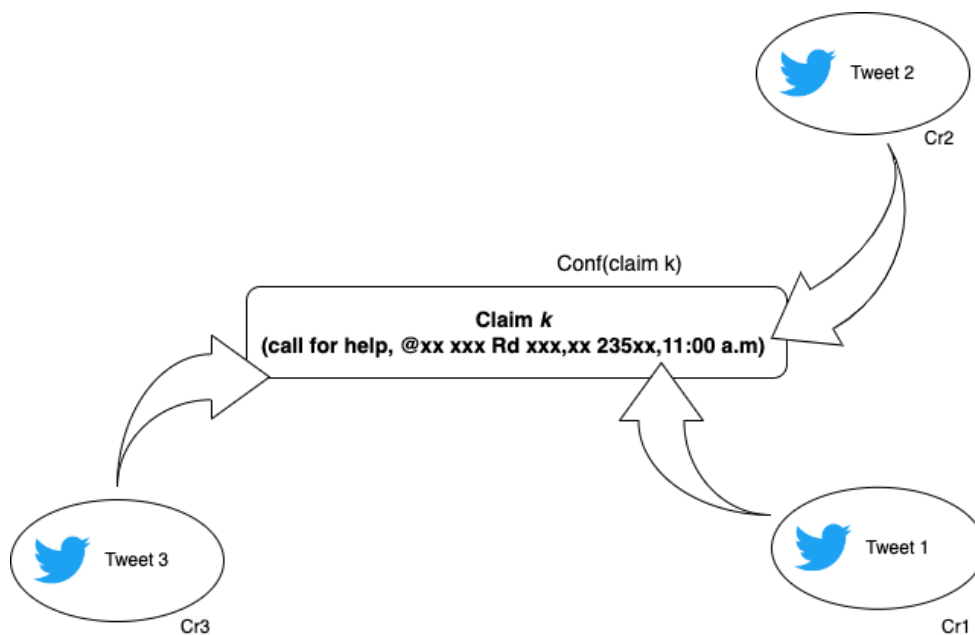 Tweet 2
Cr2
Conf(claim k)
Claim k
(call for help, @xx xxx Rd xxx,xx 235xx,11:00 a.m)
Tweet 3
Cr3
Tweet 1
Cr1